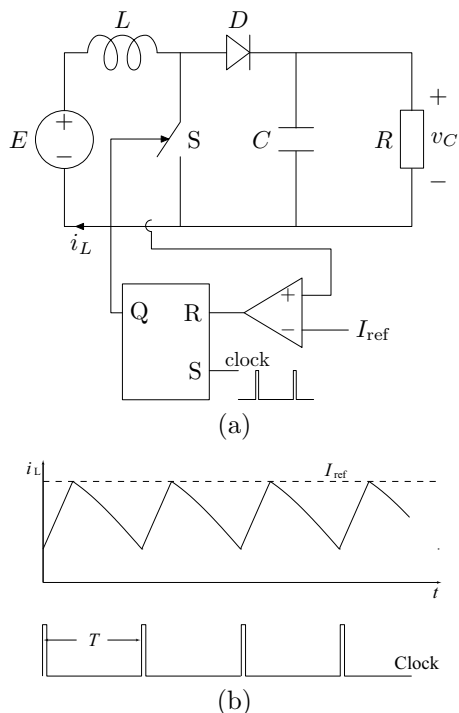 L D
+
E − S C R v_C
+
−
i_L
Q R + −
I_ref
S clock
(a)
i_L I_ref
t
T
Clock
(b)